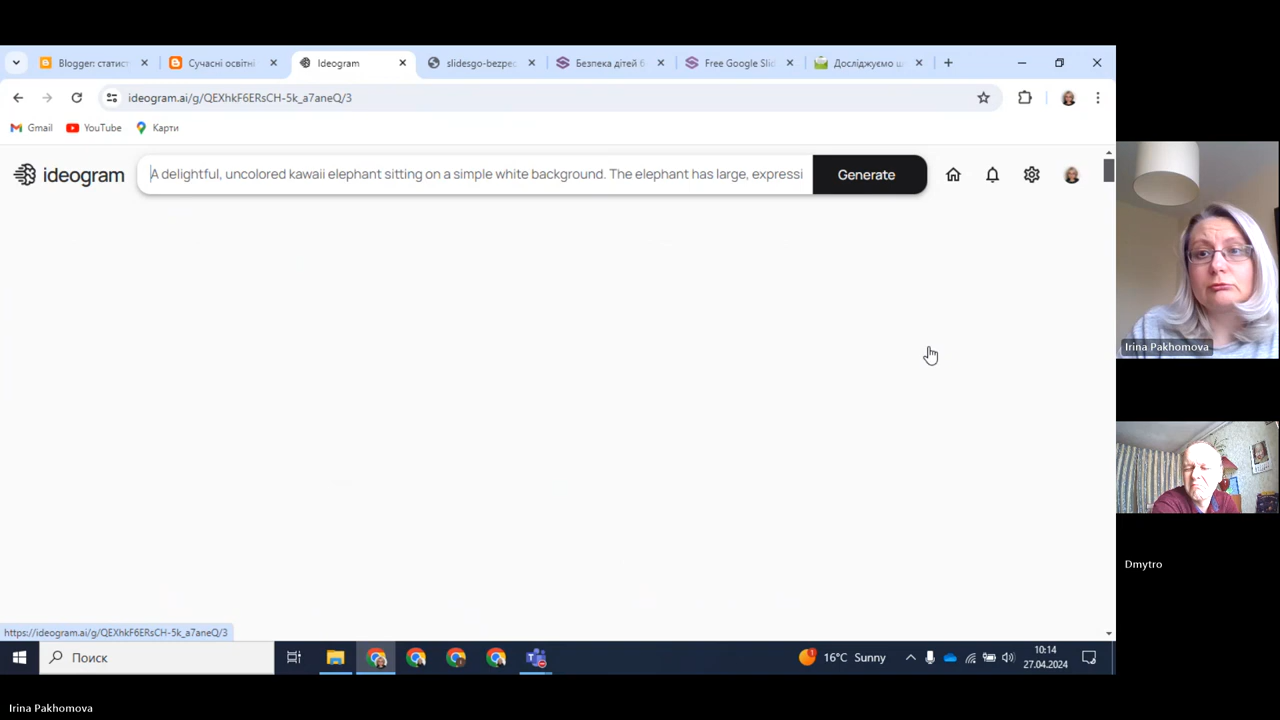 Blogger: статист
Сучасні освітні
Ideogram
slidesgo-bezpec
Безпека дітей б
Free Google Slid
Досліджуємо ш
ideogram.ai/g/QEXhkF6ERsCH-5k_a7aneQ/3
Gmail
YouTube
Карти
ideogram
A delightful, uncolored kawaii elephant sitting on a simple white background. The elephant has large, expressi
Generate
Irina Pakhomova
Dmytro
https://ideogram.ai/g/QEXhkF6ERsCH-5k_a7aneQ/3
Поиск
16°C Sunny
10:14
27.04.2024
Irina Pakhomova